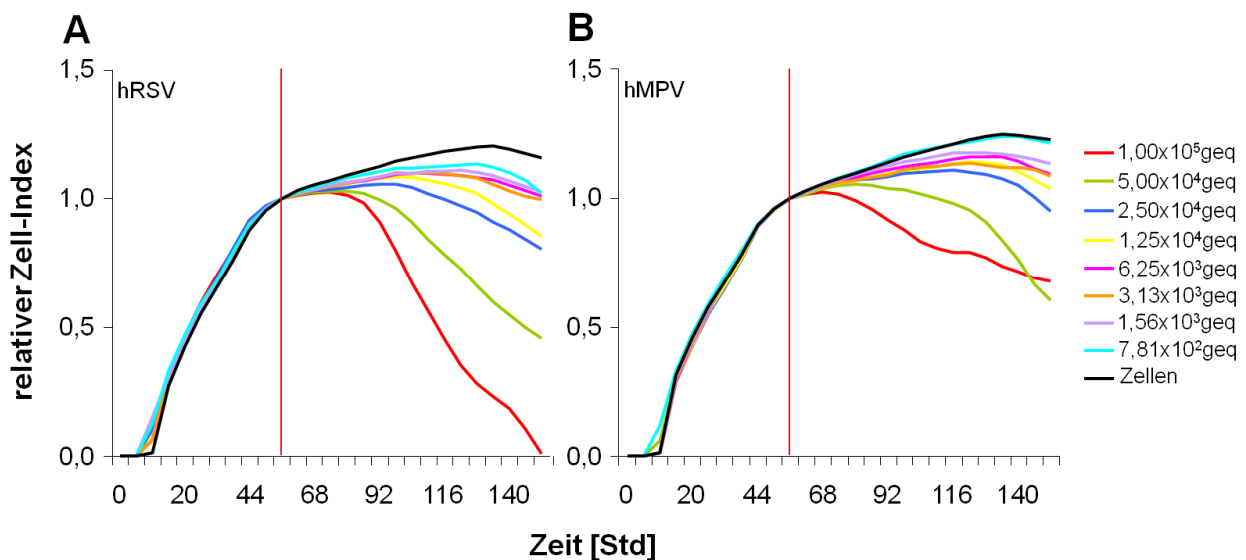 A
hRSV
relativer Zell-Index
1,5
1,0
0,5
0,0
0 20 44 68 92 116 140
B
hMPV
1,5
1,0
0,5
0,0
0 20 44 68 92 116 140
Zeit [Std]
1,00x10⁵geq
5,00x10⁴geq
2,50x10⁴geq
1,25x10⁴geq
6,25x10³geq
3,13x10³geq
1,56x10³geq
7,81x10²geq
Zellen